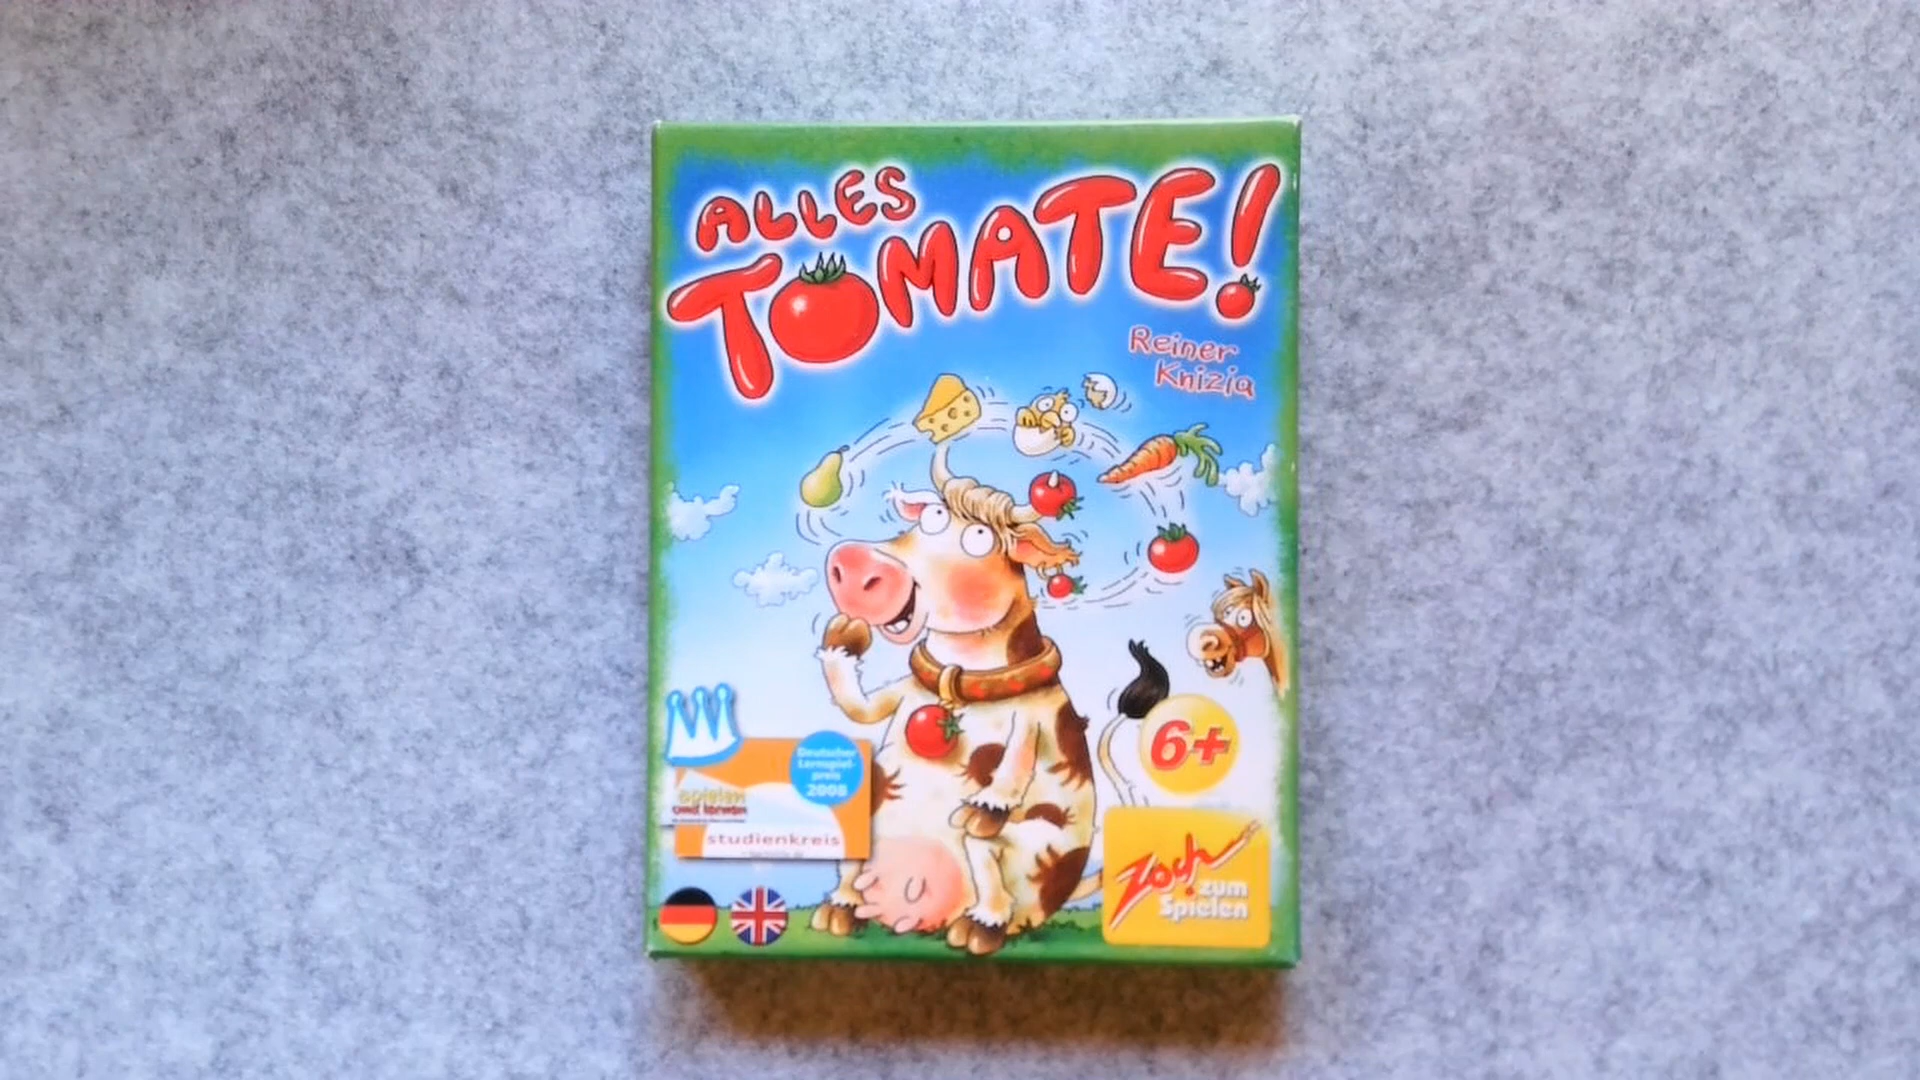 ALLES
TOMATE!
Reiner
Knizia
6+
Deutscher
Lernspiel-
preis
2008
spielen
und lernen
studienkreis
Zoch
zum
Spielen